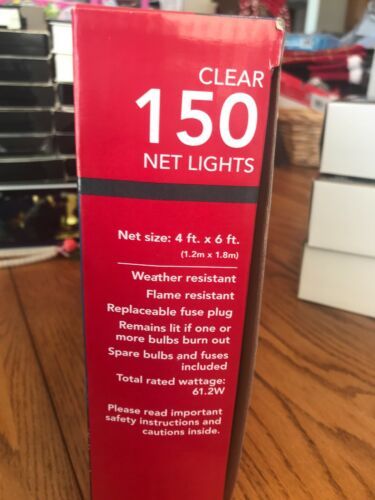 CLEAR
150
NET LIGHTS
Net size: 4 ft. x 6 ft.
(1.2m x 1.8m)
Weather resistant
Flame resistant
Replaceable fuse plug
Remains lit if one or
more bulbs burn out
Spare bulbs and fuses
included
Total rated wattage:
61.2W
Please read important
safety instructions and
cautions inside.